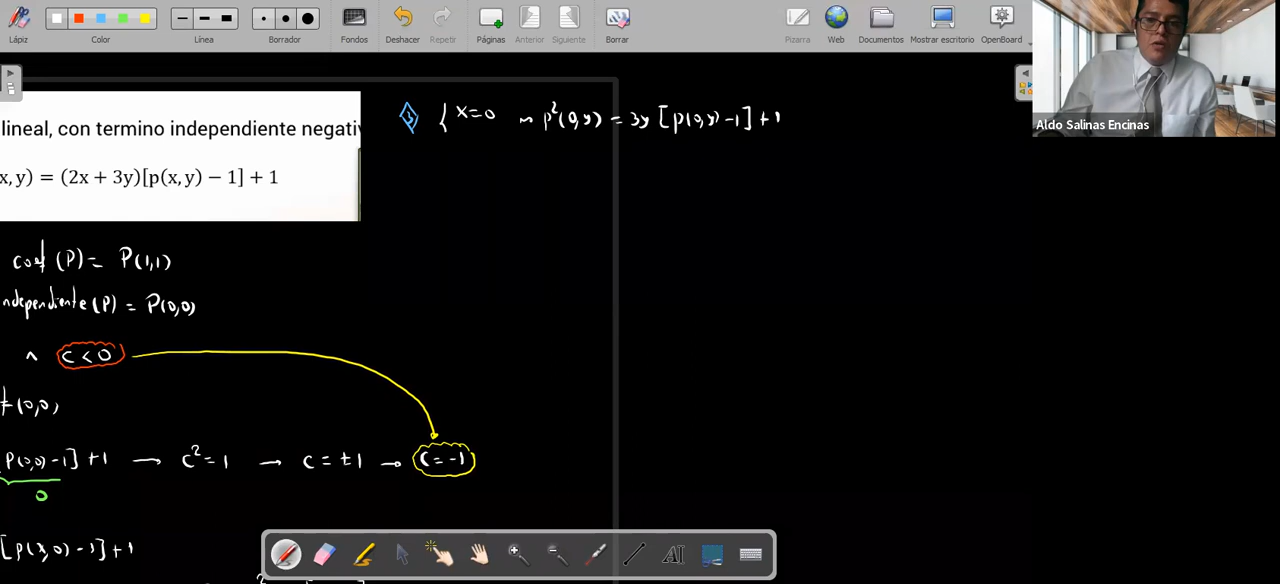 Lápiz Color Línea Borrador Fondos Deshacer Repetir Páginas Anterior Siguiente Borrar Pizarra Web Documentos Mostrar escritorio OpenBoard
Aldo Salinas Encinas
lineal, con termino independiente negativ
x, y) = (2x + 3y)[p(x, y) − 1] + 1
x=0 p²(0,y) = 3y [p(0,y) -1] + 1
coef (P) = P(1,1)
ndependiente (P) = P(0,0)
∧ c < 0
(0,0)
P(0,0) -1] +1 → c² = 1 → c = ±1 → c = -1
0
-1] + 1
AI